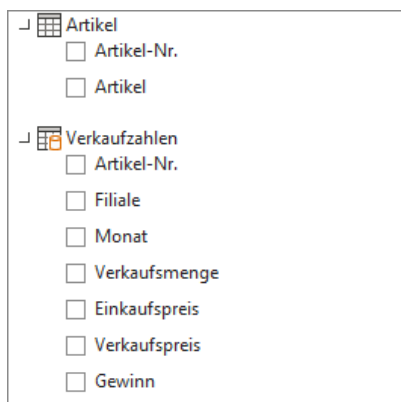 Artikel
Artikel-Nr.
Artikel
Verkaufzahlen
Artikel-Nr.
Filiale
Monat
Verkaufsmenge
Einkaufspreis
Verkaufspreis
Gewinn